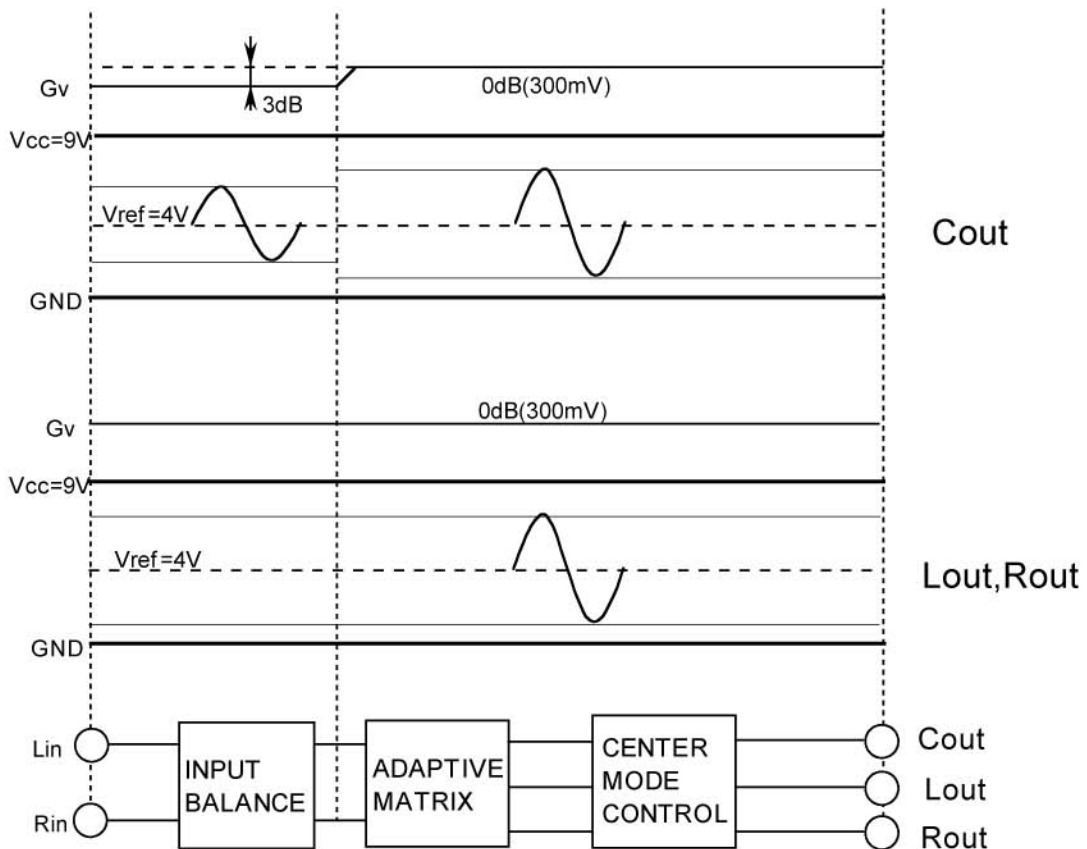 Gv
3dB
0dB(300mV)
Vcc=9V
Vref=4V
Cout
GND
0dB(300mV)
Gv
Vcc=9V
Vref=4V
Lout,Rout
GND
Lin
Rin
INPUT
BALANCE
ADAPTIVE
MATRIX
CENTER
MODE
CONTROL
Cout
Lout
Rout